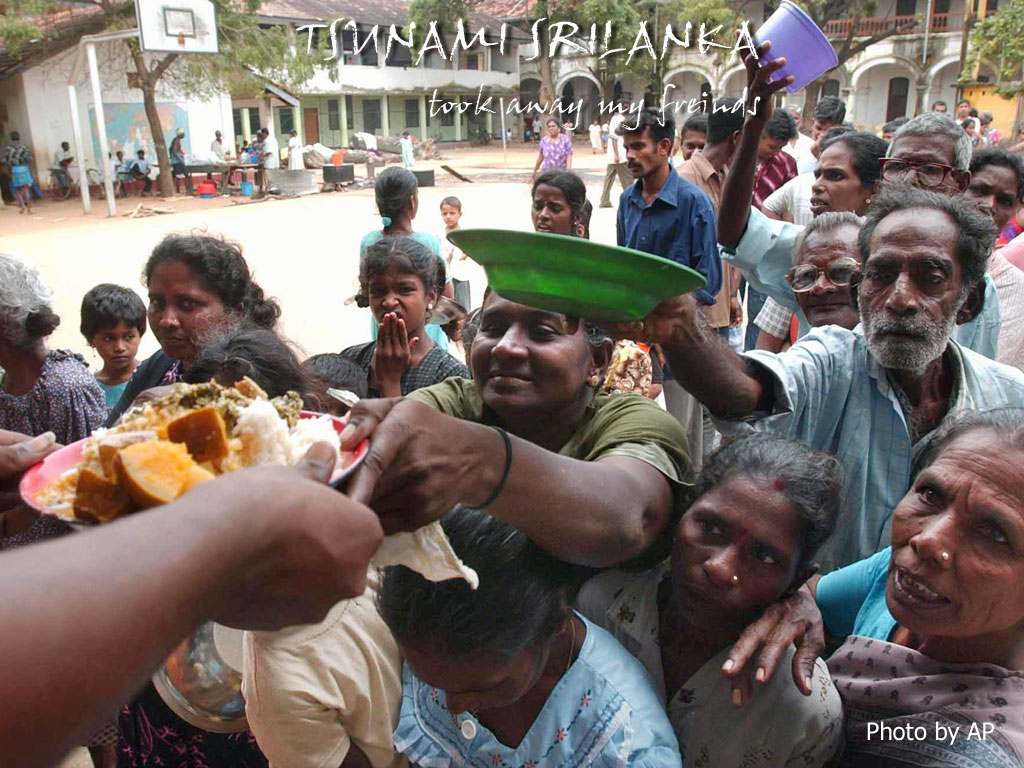 TSUNAMI SRILANKA
took away my freinds
Photo by AP